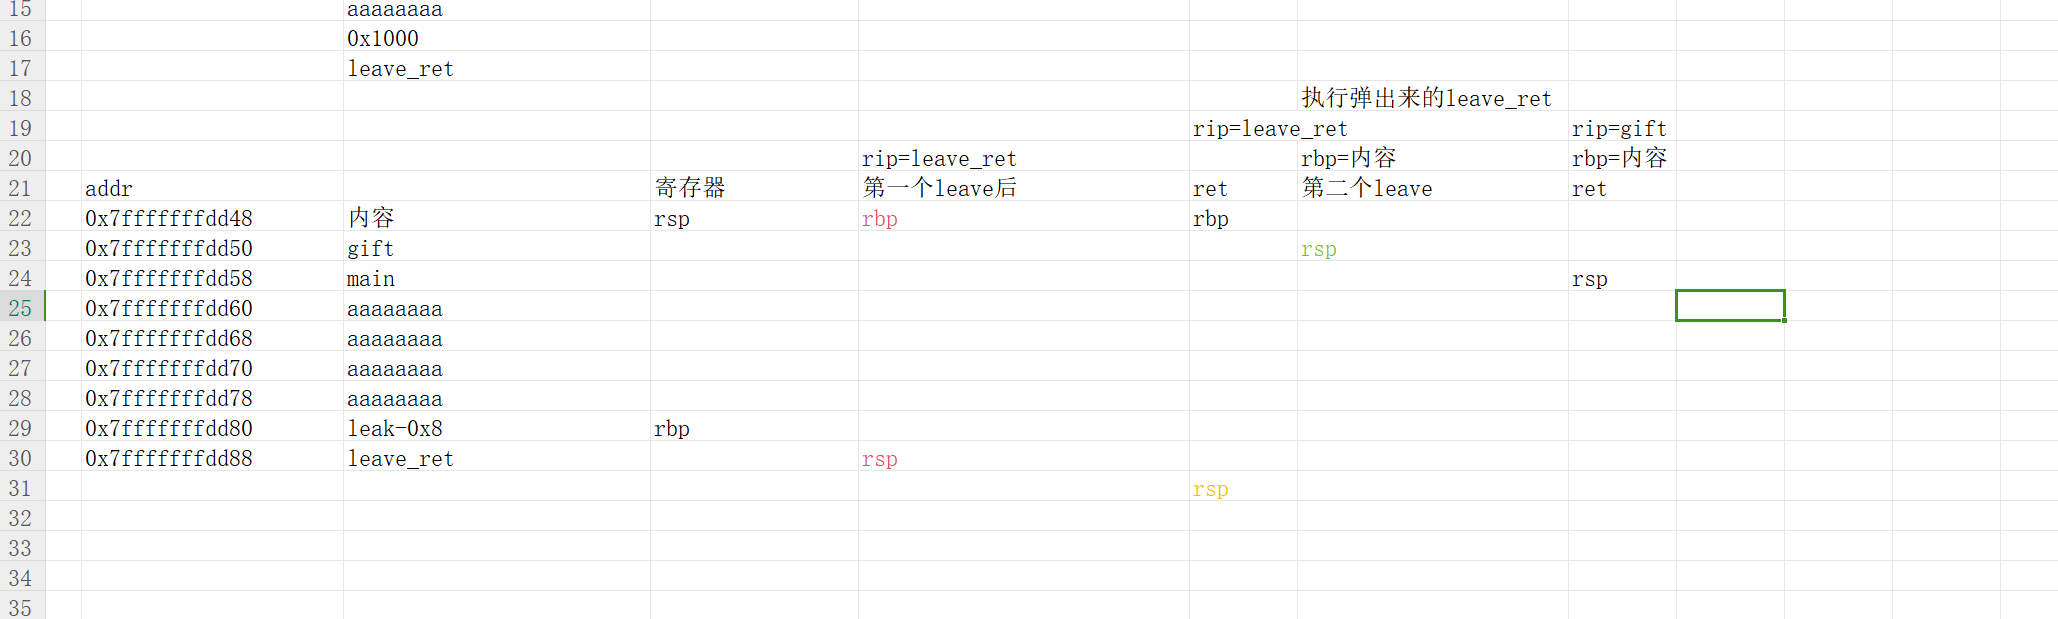 15 aaaaaaaa
16 0x1000
17 leave_ret
18 执行弹出来的leave_ret
19 rip=leave_ret rip=gift
20 rip=leave_ret rbp=内容 rbp=内容
21 addr 寄存器 第一个leave后 ret 第二个leave ret
22 0x7fffffffdd48 内容 rsp rbp rbp
23 0x7fffffffdd50 gift rsp
24 0x7fffffffdd58 main rsp
25 0x7fffffffdd60 aaaaaaaa
26 0x7fffffffdd68 aaaaaaaa
27 0x7fffffffdd70 aaaaaaaa
28 0x7fffffffdd78 aaaaaaaa
29 0x7fffffffdd80 leak-0x8 rbp
30 0x7fffffffdd88 leave_ret rsp
31 rsp
32
33
34
35